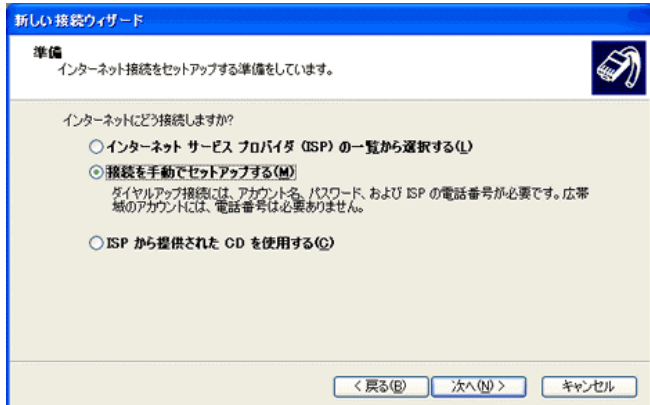 新しい接続ウィザード
準備
インターネット接続をセットアップする準備をしています。
インターネットにどう接続しますか?
インターネット サービス プロバイダ (ISP) の一覧から選択する(L)
接続を手動でセットアップする(M)
ダイヤルアップ接続には、アカウント名、パスワード、および ISP の電話番号が必要です。広帯
域のアカウントには、電話番号は必要ありません。
ISP から提供された CD を使用する(C)
< 戻る(B) 次へ(N) > キャンセル